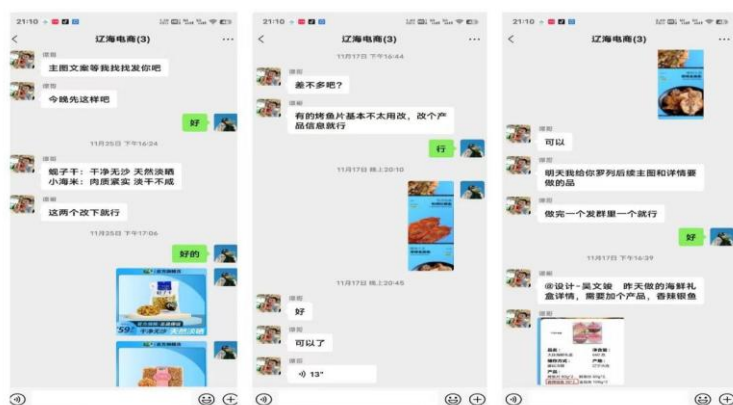 21:10
辽海电商(3)
主图文案等我找找发你吧
今晚先这样吧
好
11月25日 下午16:24
蚬子干：干净无沙 天然淡晒
小海米：肉质紧实 淡干不咸
这两个改下就行
11月25日 下午17:06
好的
干净无沙 天然淡晒
21:10
辽海电商(3)
11月17日 下午16:44
差不多吧？
有的烤鱼片基本不太用改，改个产
品信息就行
行
11月17日 晚上20:10
11月17日 晚上20:45
好
可以了
13"
21:10
辽海电商(3)
可以
明天我给你罗列后续主图和详情要
做的品
做完一个发群里一个就行
好
11月17日 下午16:39
@设计-吴文竣 昨天做的海鲜礼
盒详情，需要加个产品，香辣银鱼